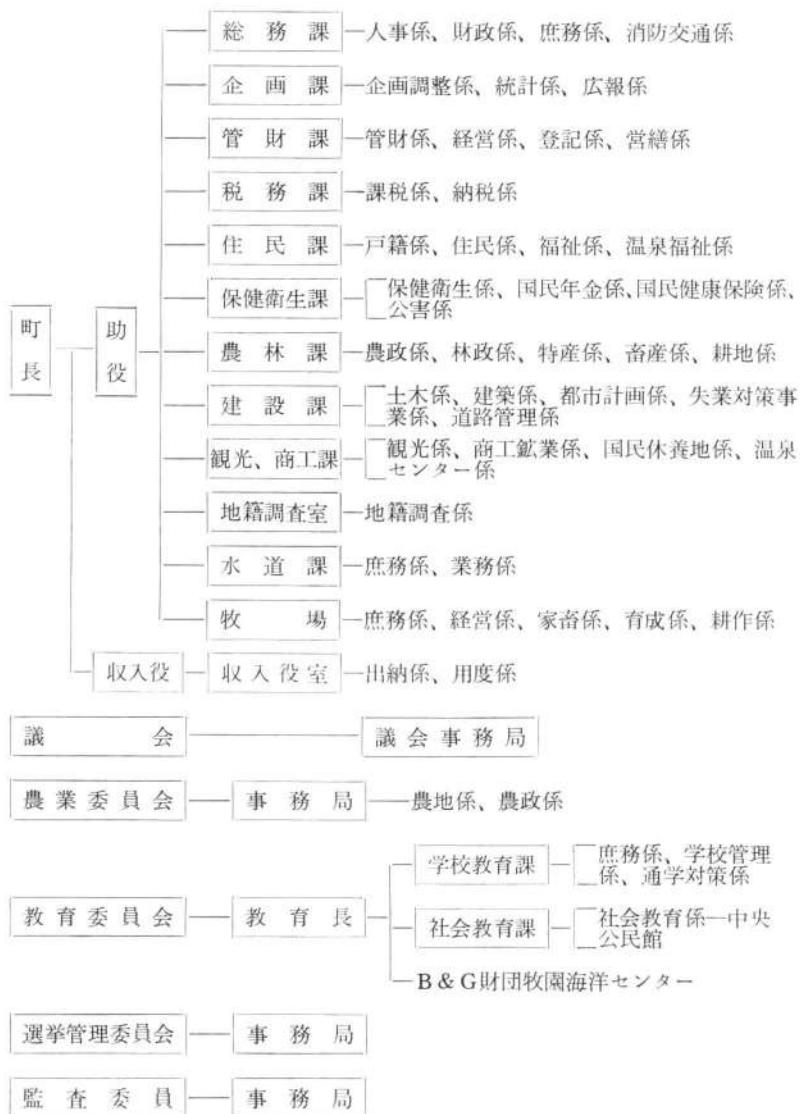 総務課 人事係、財政係、庶務係、消防交通係
企画課 企画調整係、統計係、広報係
管財課 管財係、経営係、登記係、営繕係
税務課 課税係、納税係
住民課 戸籍係、住民係、福祉係、温泉福祉係
保健衛生課 保健衛生係、国民年金係、国民健康保険係、
公害係
町長 助役
農林課 農政係、林政係、特産係、畜産係、耕地係
建設課 土木係、建築係、都市計画係、失業対策事
業係、道路管理係
観光、商工課 観光係、商工鉱業係、国民休養地係、温泉
センター係
地籍調査室 地籍調査係
水道課 庶務係、業務係
牧場 庶務係、経営係、家畜係、育成係、耕作係
収入役 収入役室 出納係、用度係
議会 議会事務局
農業委員会 事務局 農地係、農政係
学校教育課 庶務係、学校管理
係、通学対策係
教育委員会 教育長
社会教育課 社会教育係―中央
公民館
B&G財団牧園海洋センター
選挙管理委員会 事務局
監査委員 事務局